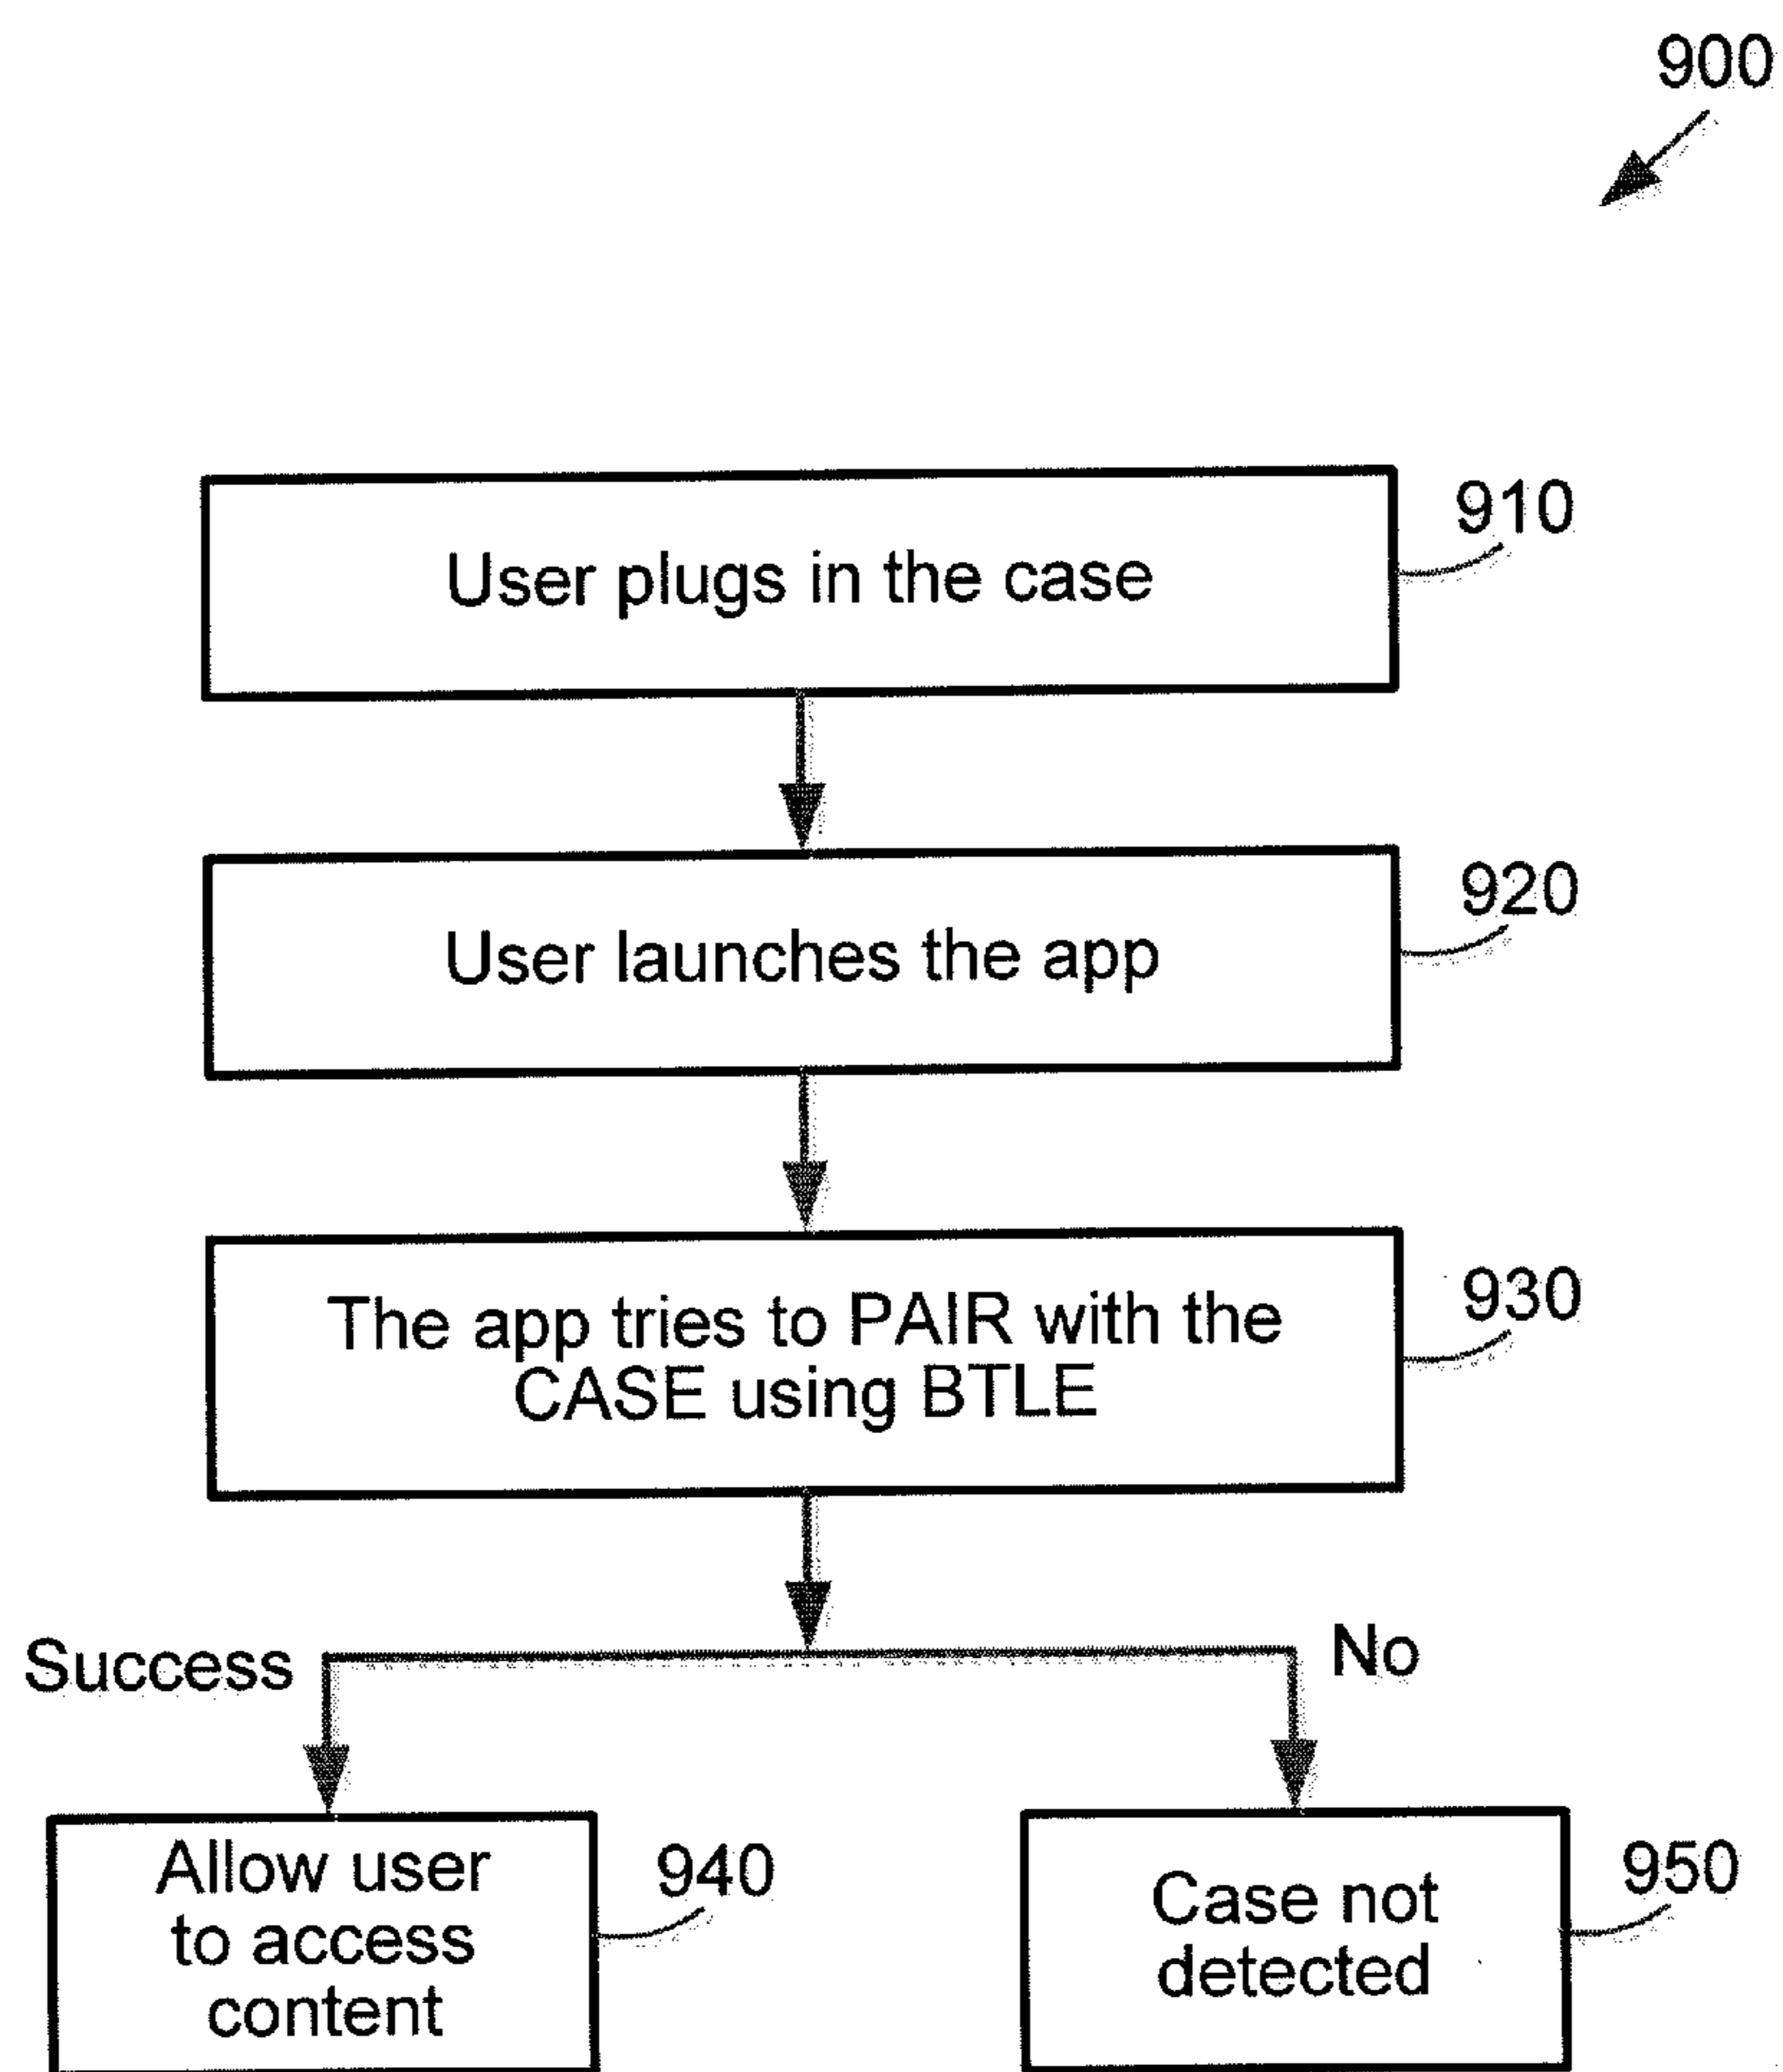 900
User plugs in the case
910
User launches the app
920
The app tries to PAIR with the
CASE using BTLE
930
Success
No
Allow user
to access
content
940
Case not
detected
950